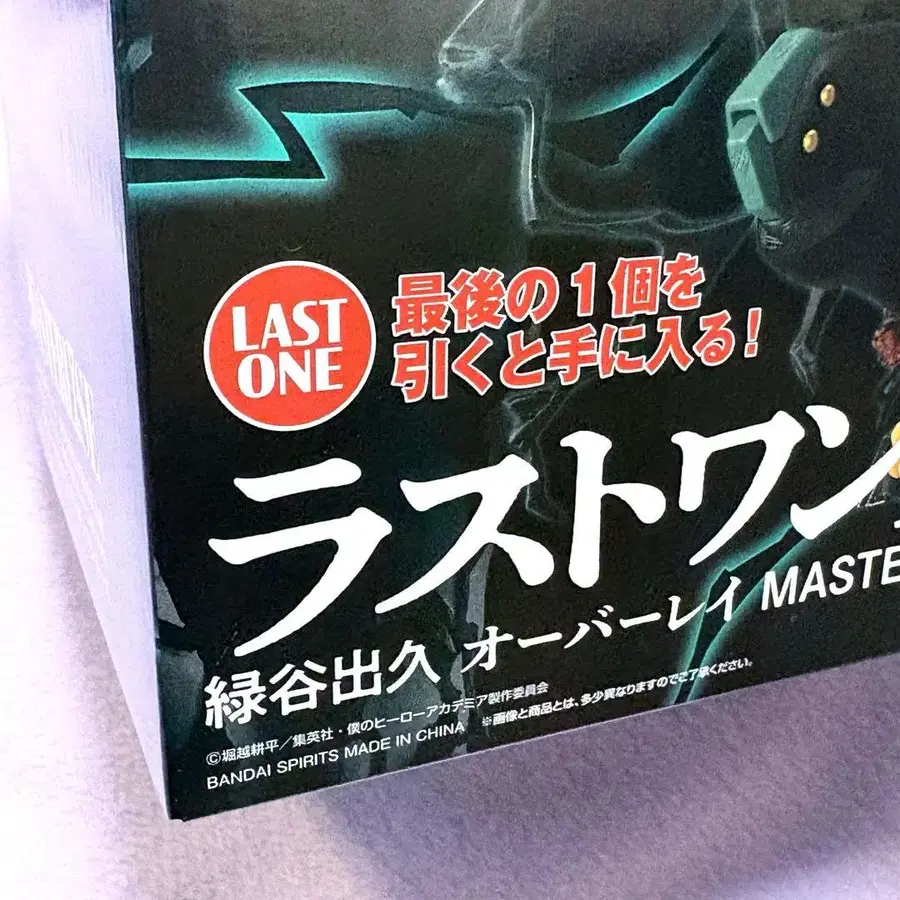 LAST
ONE
最後の1個を
引くと手に入る!
ラストワン
緑谷出久 オーバーレイ MASTE
©堀越耕平/集英社・僕のヒーローアカデミア製作委員会
※画像と商品とは、多少異なりますのでご了承ください。
BANDAI SPIRITS MADE IN CHINA